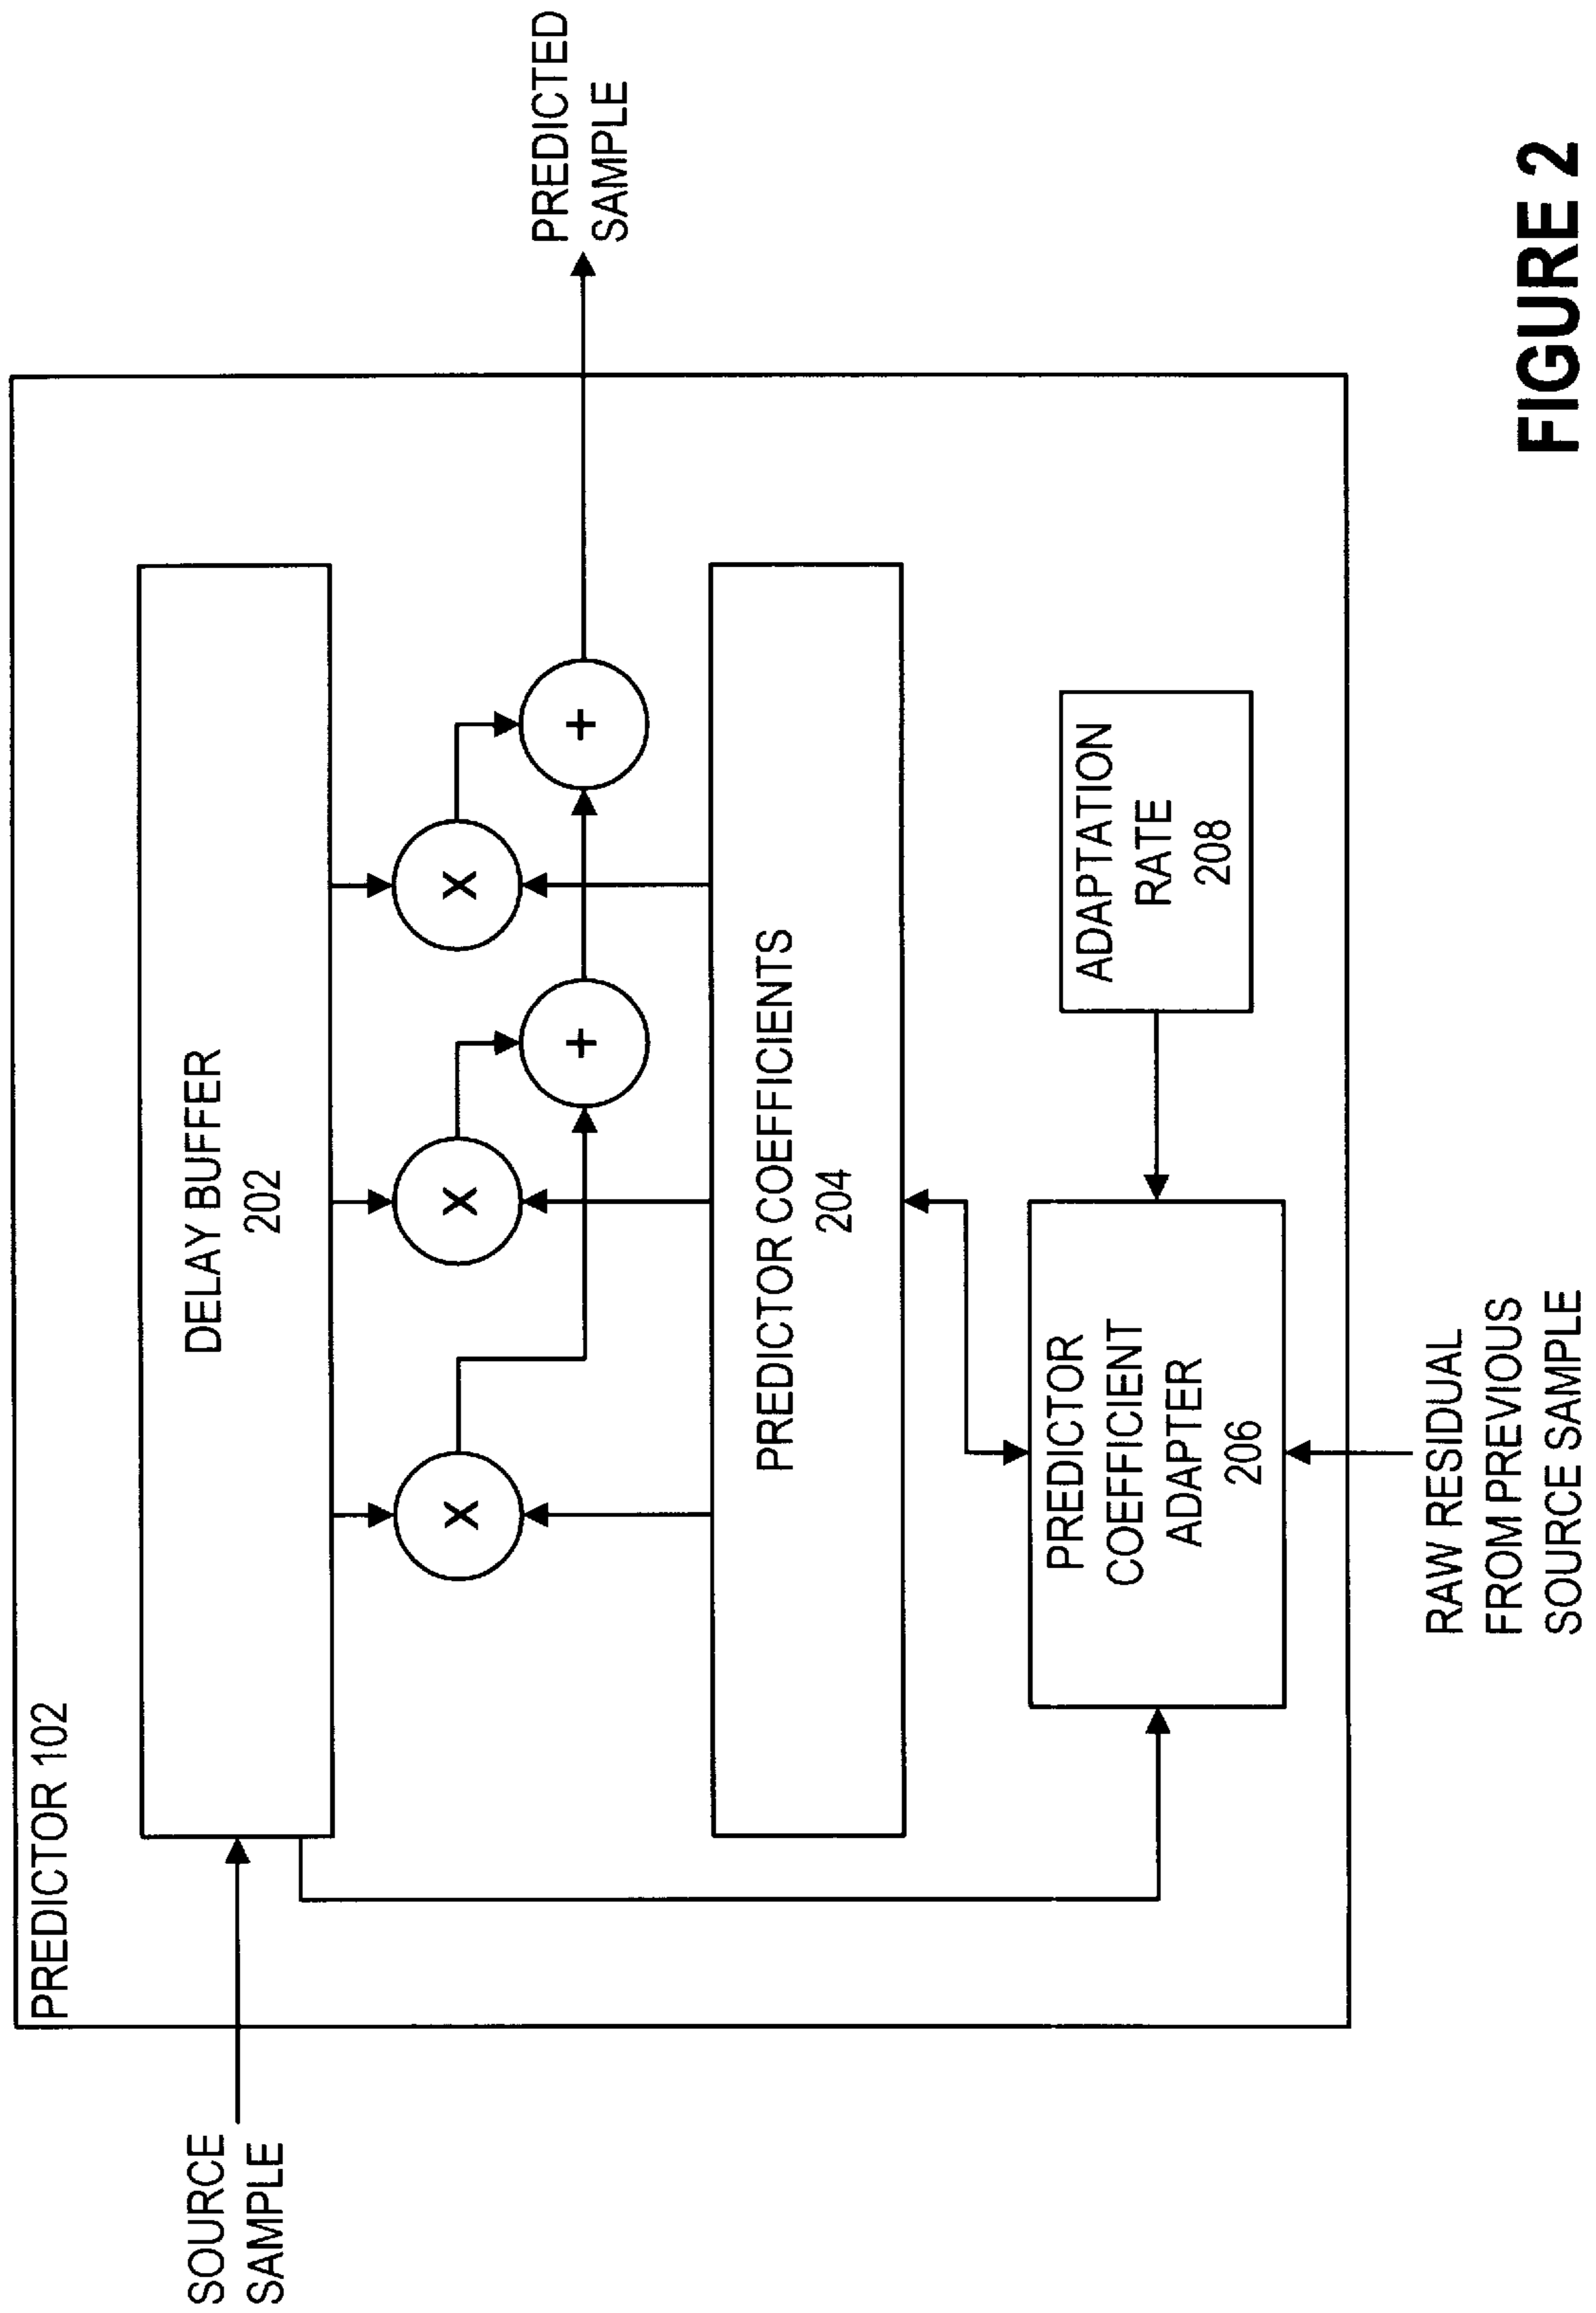 PREDICTOR 102
SOURCE
SAMPLE
DELAY BUFFER
202
X
X
X
+
+
PREDICTED
SAMPLE
PREDICTOR COEFFICIENTS
204
PREDICTOR
COEFFICIENT
ADAPTER
206
ADAPTATION
RATE
208
RAW RESIDUAL
FROM PREVIOUS
SOURCE SAMPLE
FIGURE 2